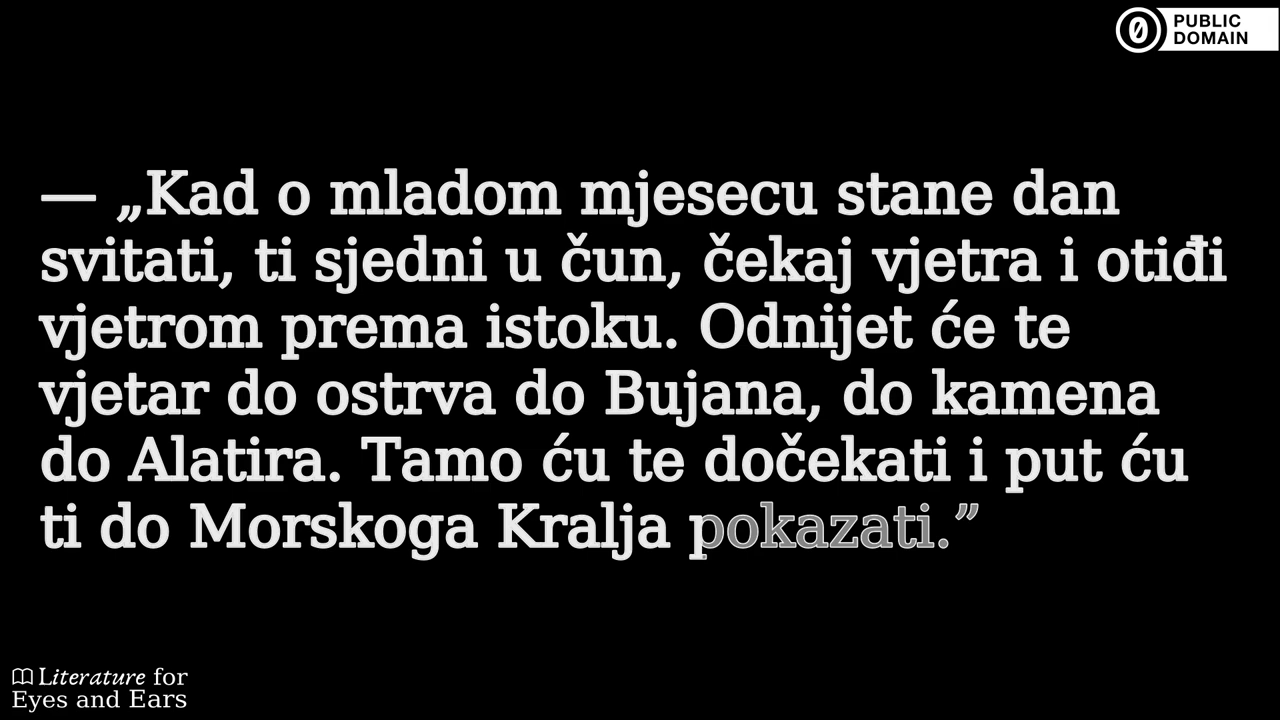 PUBLIC
DOMAIN
— „Kad o mladom mjesecu stane dan
svitati, ti sjedni u čun, čekaj vjetra i otiđi
vjetrom prema istoku. Odnijet će te
vjetar do ostrva do Bujana, do kamena
do Alatira. Tamo ću te dočekati i put ću
ti do Morskoga Kralja pokazati.”
Literature for
Eyes and Ears